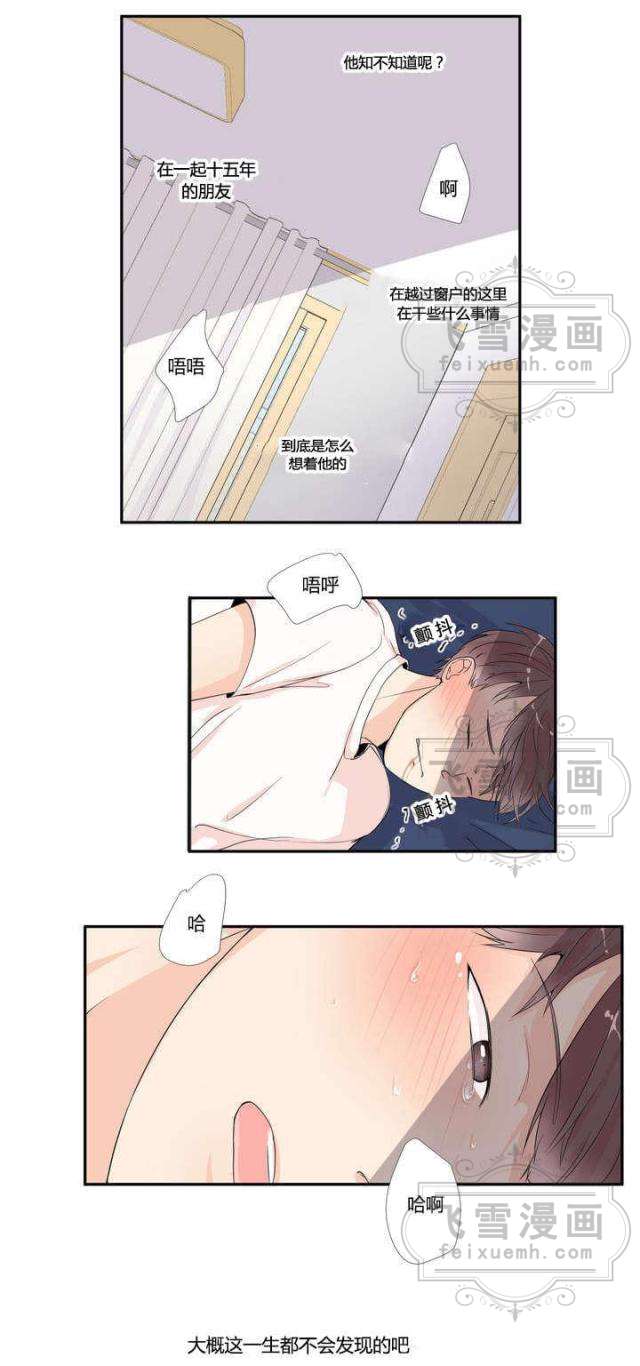 他知不知道呢？
啊
在一起十五年
的朋友
在越过窗户的这里
在干些什么事情
飞雪漫画
feixuemh.com
唔唔
到底是怎么
想着他的
唔呼
颤抖
颤抖
飞雪漫画
feixuemh.com
哈
哈啊
飞雪漫画
feixuemh.com
大概这一生都不会发现的吧